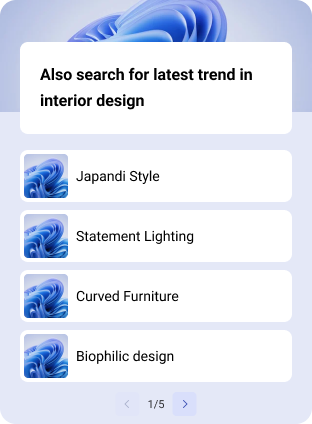 Also search for latest trend in
interior design
Japandi Style
Statement Lighting
Curved Furniture
Biophilic design
1/5